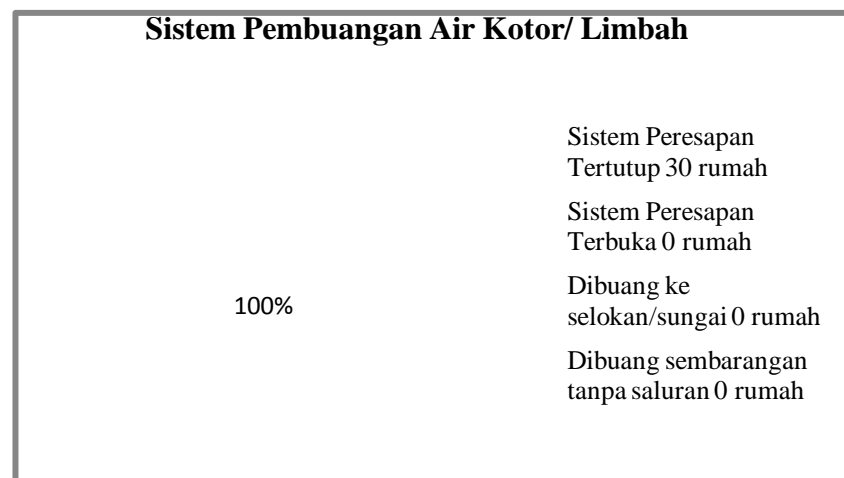 Sistem Pembuangan Air Kotor/ Limbah
100%
Sistem Peresapan
Tertutup 30 rumah
Sistem Peresapan
Terbuka 0 rumah
Dibuang ke
selokan/sungai 0 rumah
Dibuang sembarangan
tanpa saluran 0 rumah